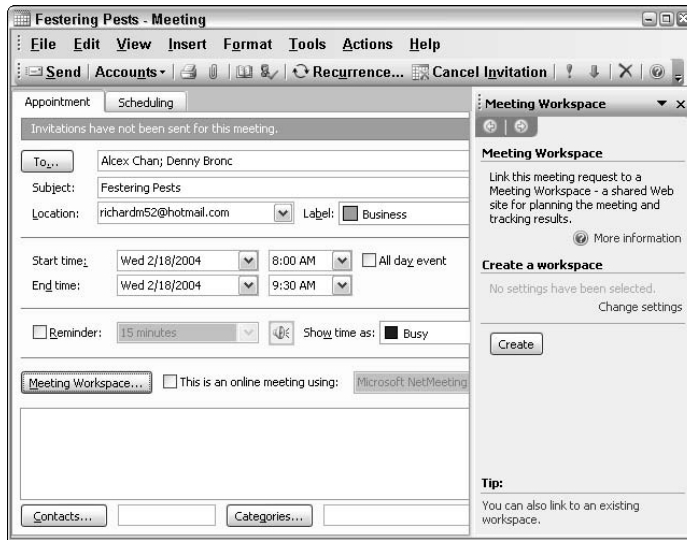 Festering Pests - Meeting
File Edit View Insert Format Tools Actions Help
Send Accounts Recurrence... Cancel Invitation
Appointment Scheduling
Invitations have not been sent for this meeting.
To... Alcex Chan; Denny Bronc
Subject: Festering Pests
Location: richardm52@hotmail.com Label: Business
Start time: Wed 2/18/2004 8:00 AM All day event
End time: Wed 2/18/2004 9:30 AM
Reminder: 15 minutes Show time as: Busy
Meeting Workspace... This is an online meeting using: Microsoft NetMeeting
Contacts... Categories...
Meeting Workspace
Meeting Workspace
Link this meeting request to a
Meeting Workspace - a shared Web
site for planning the meeting and
tracking results.
More information
Create a workspace
No settings have been selected.
Change settings
Create
Tip:
You can also link to an existing
workspace.